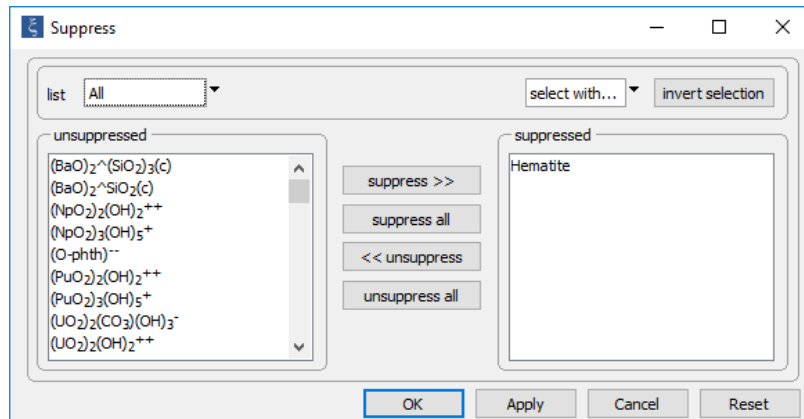 ξ Suppress
list All select with... invert selection
unsuppressed
suppressed
(BaO)₂^(SiO₂)₃(c)
(BaO)₂^SiO₂(c)
(NpO₂)₂(OH)₂⁺⁺
(NpO₂)₃(OH)₅⁺
(O-phth)⁻⁻
(PuO₂)₂(OH)₂⁺⁺
(PuO₂)₃(OH)₅⁺
(UO₂)₂(CO₃)(OH)₃⁻
(UO₂)₂(OH)₂⁺⁺
suppress >>
suppress all
<< unsuppress
unsuppress all
Hematite
OK Apply Cancel Reset